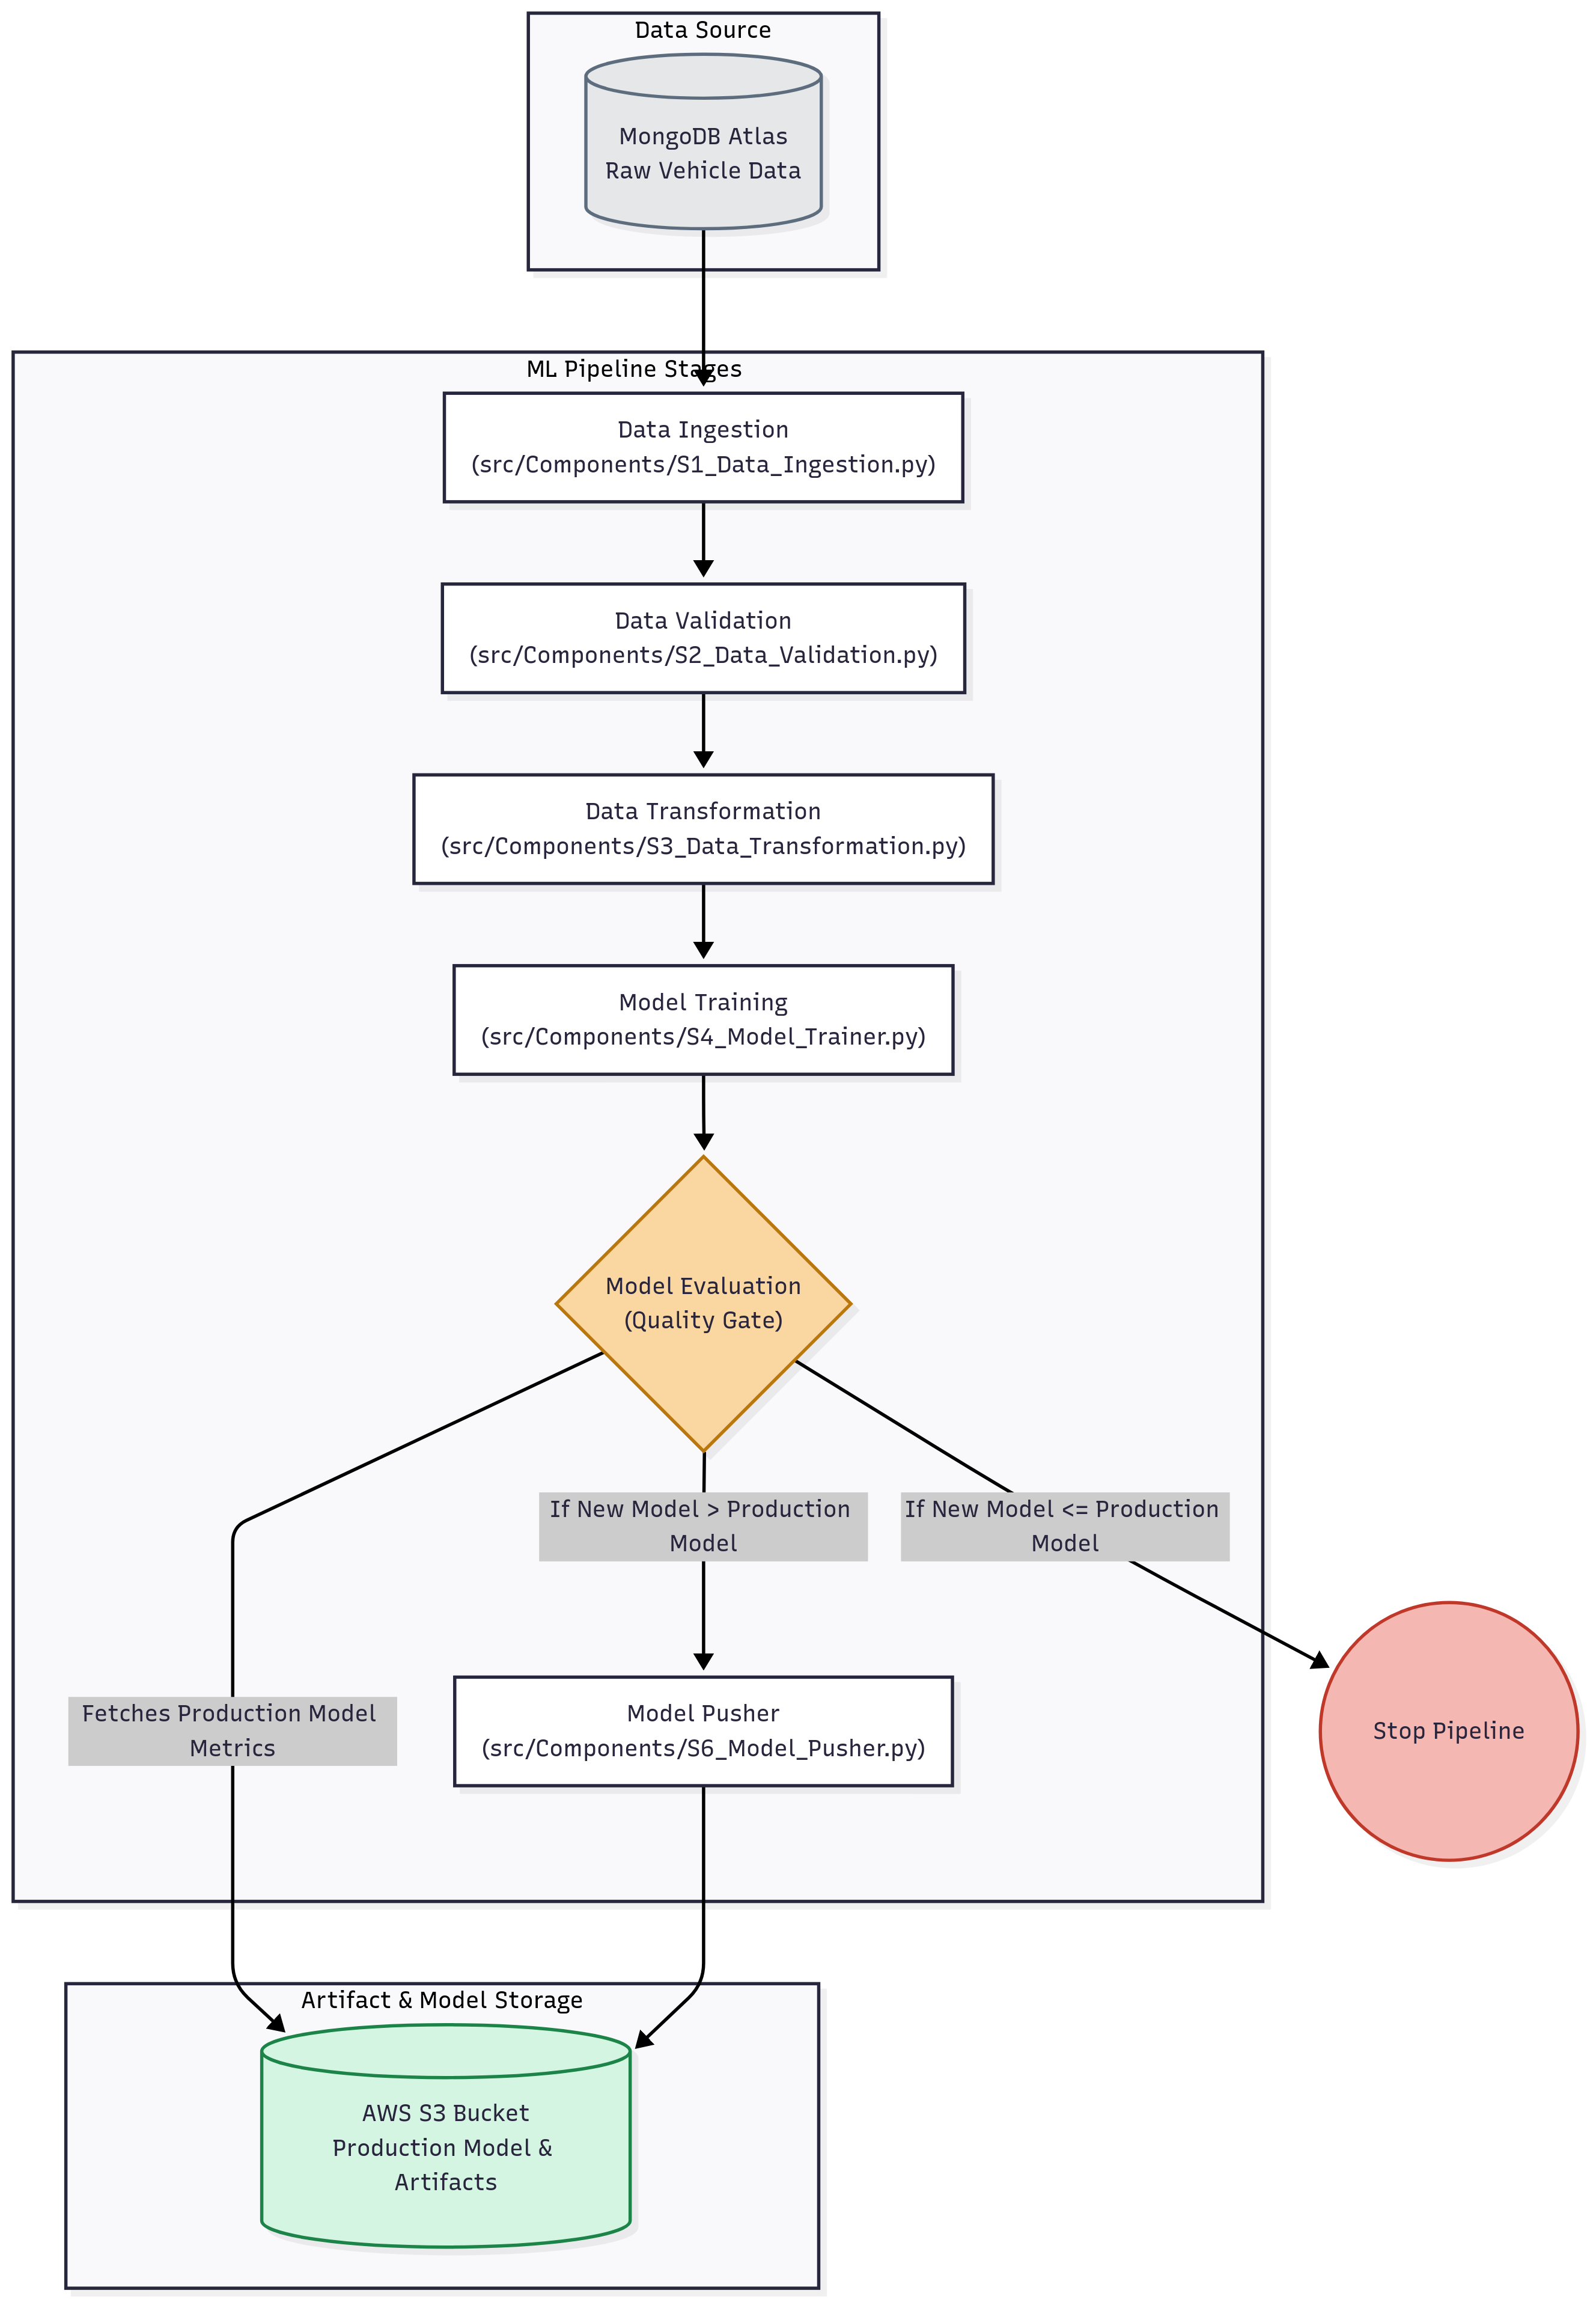 Data Source
MongoDB Atlas
Raw Vehicle Data
ML Pipeline Stages
Data Ingestion
(src/Components/S1_Data_Ingestion.py)
Data Validation
(src/Components/S2_Data_Validation.py)
Data Transformation
(src/Components/S3_Data_Transformation.py)
Model Training
(src/Components/S4_Model_Trainer.py)
Model Evaluation
(Quality Gate)
If New Model > Production
Model
If New Model <= Production
Model
Fetches Production Model
Metrics
Model Pusher
(src/Components/S6_Model_Pusher.py)
Stop Pipeline
Artifact & Model Storage
AWS S3 Bucket
Production Model &
Artifacts